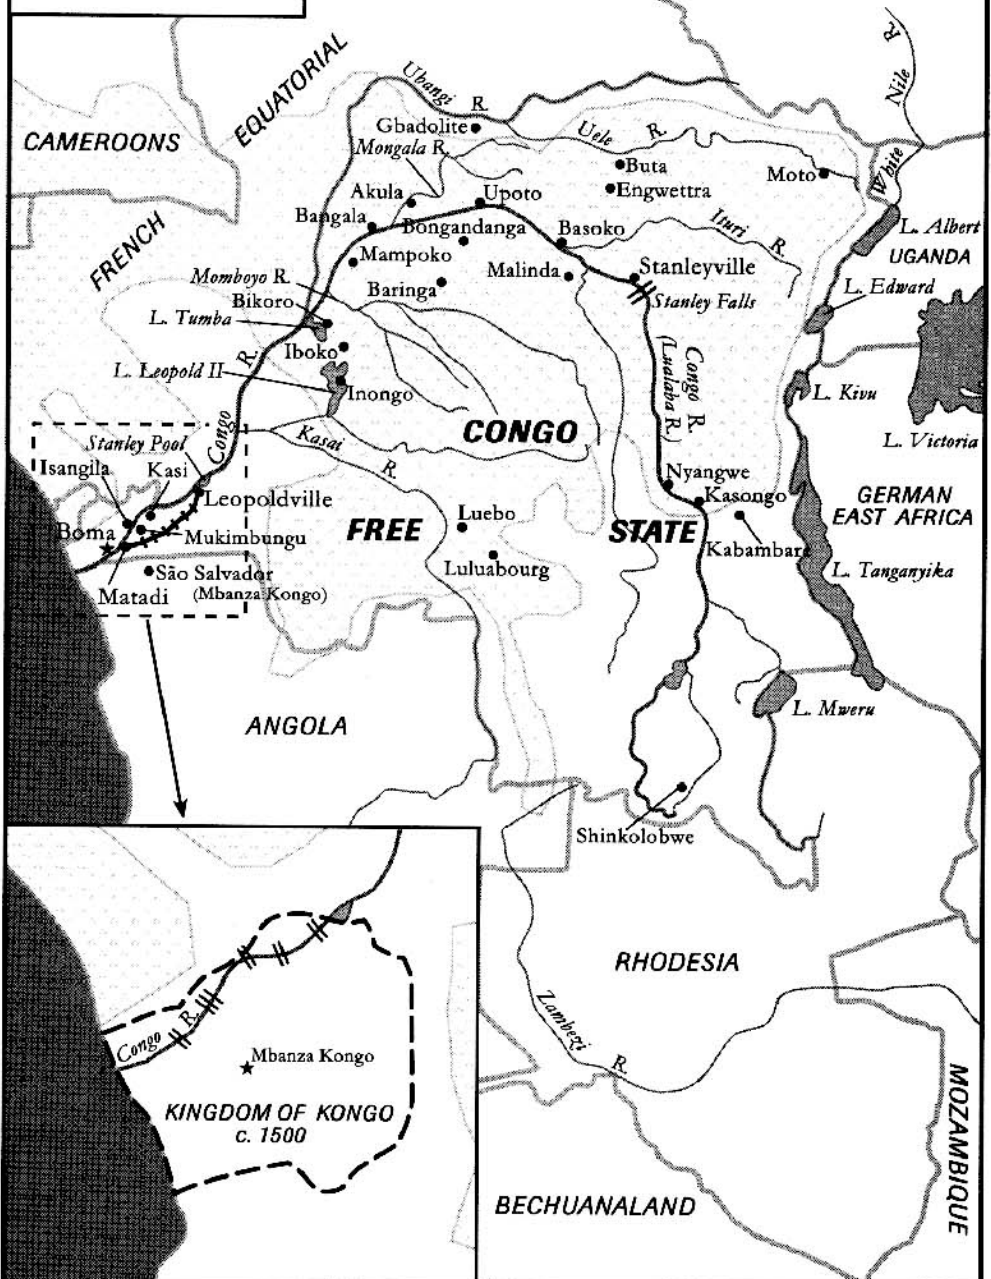 EQUATORIAL
Ubangi R.
Nile R.
CAMEROONS
Gbadolite
Uele R.
Mongala R.
Buta
Moto
White
Akula
Upoto
Engwettra
Bangala
Bongandanga
Basoko
Ituri R.
L. Albert
FRENCH
Mampoko
UGANDA
Momboyo R.
Malinda
Stanleyville
Baringa
L. Edward
Bikoro
Stanley Falls
L. Tumba
Iboko
Congo R.
(Lualaba R.)
L. Leopold II
Inongo
L. Kivu
Congo R.
CONGO
L. Victoria
Stanley Pool
Kasai R.
Isangila
Kasi
Nyangwe
Leopoldville
Kasongo
GERMAN
EAST AFRICA
Luebo
FREE
STATE
Boma
Mukimbungu
Kabambare
Luluabourg
L. Tanganyika
São Salvador
(Mbanza Kongo)
Matadi
L. Mweru
ANGOLA
Shinkolobwe
RHODESIA
Zambezi R.
Congo R.
Mbanza Kongo
KINGDOM OF KONGO
c. 1500
MOZAMBIQUE
BECHUANALAND